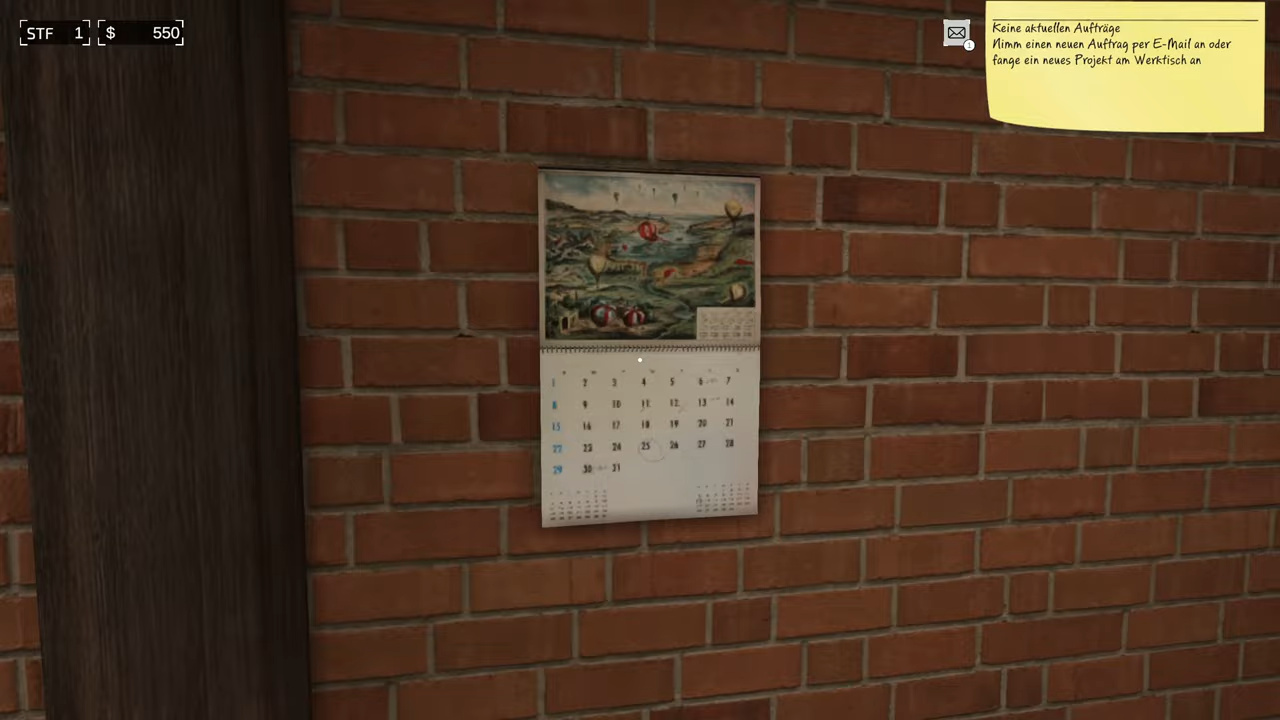 STF 1 $ 550
1
Keine aktuellen Aufträge
Nimm einen neuen Auftrag per E-Mail an oder
fange ein neues Projekt am Werktisch an
1 2 3 4 5 6 7
8 9 10 11 12 13 14
15 16 17 18 19 20 21
22 23 24 25 26 27 28
29 30 31